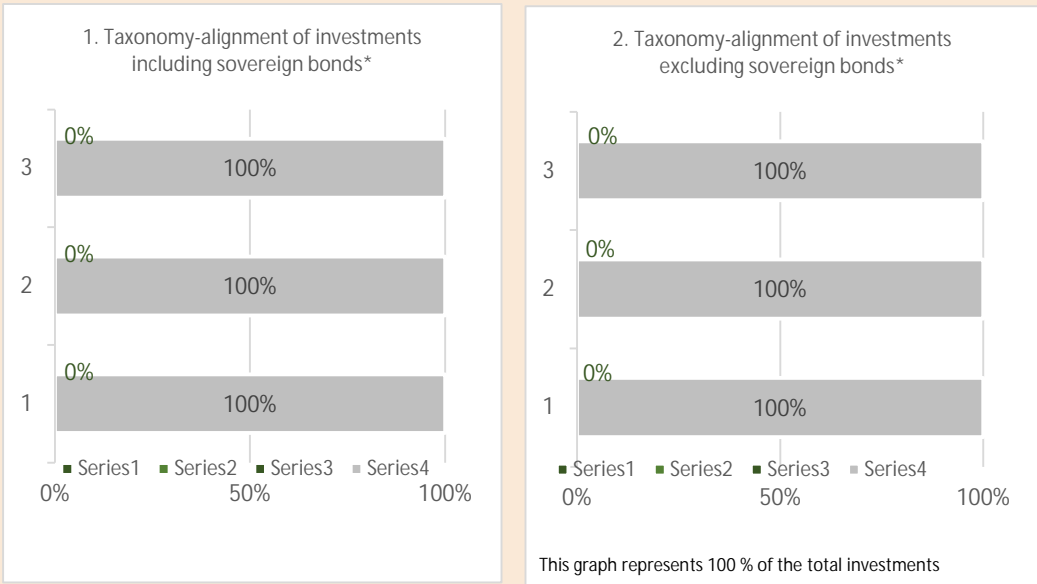 1. Taxonomy-alignment of investments
including sovereign bonds*
0%
3
100%
0%
2
100%
0%
1
100%
Series1 Series2 Series3 Series4
0% 50% 100%
2. Taxonomy-alignment of investments
excluding sovereign bonds*
0%
3
100%
0%
2
100%
0%
1
100%
Series1 Series2 Series3 Series4
0% 50% 100%
This graph represents 100 % of the total investments